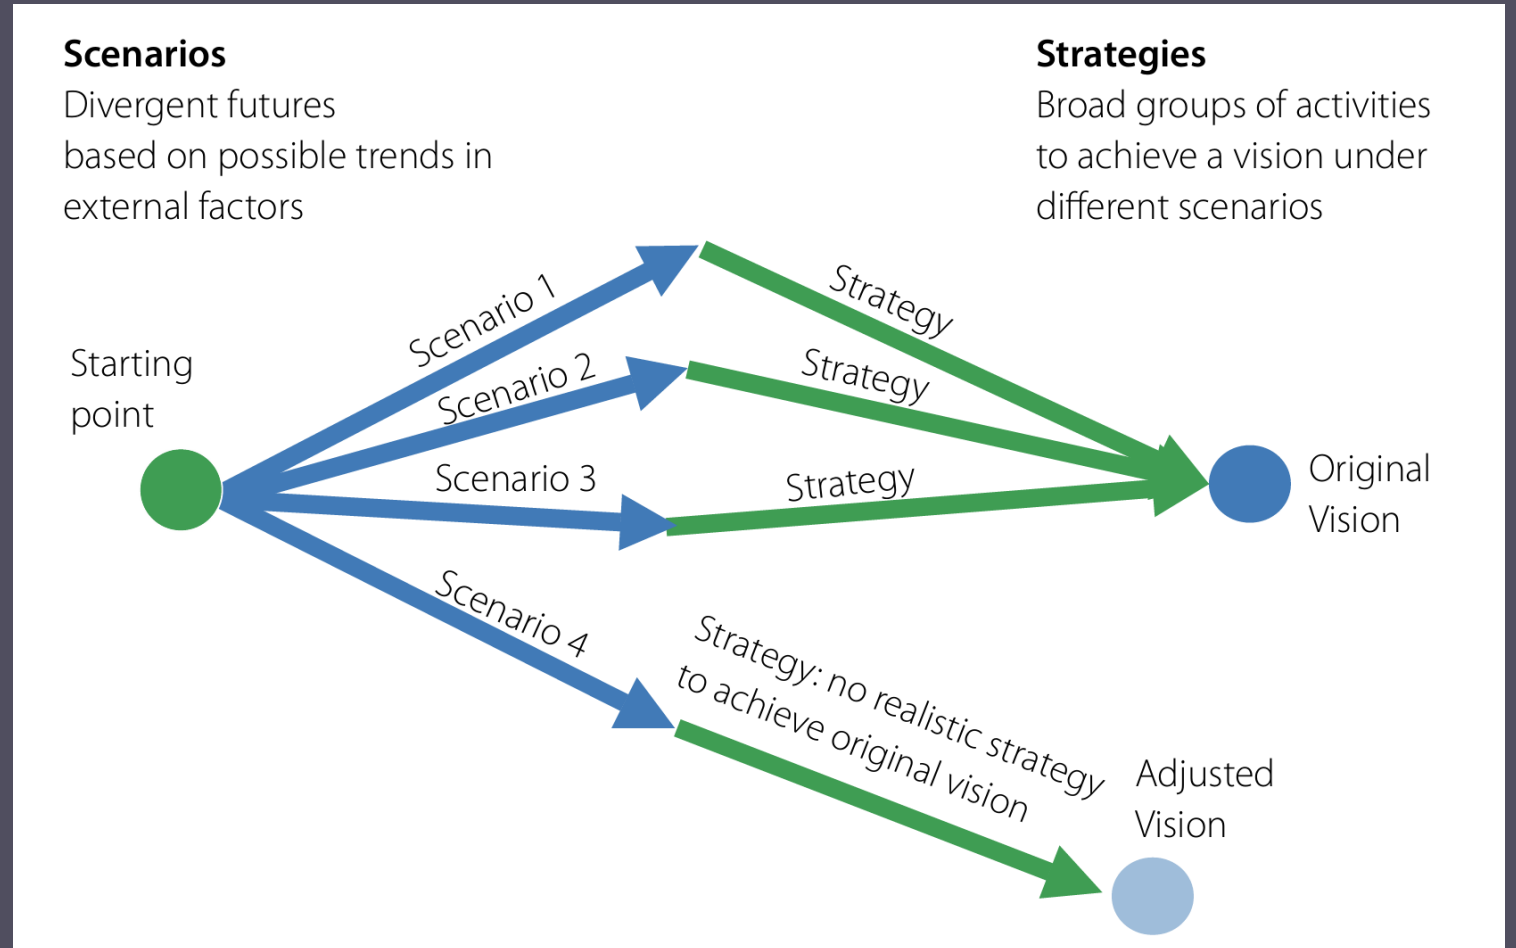 Scenarios
Divergent futures
based on possible trends in
external factors
Strategies
Broad groups of activities
to achieve a vision under
different scenarios
Starting
point
Scenario 1
Scenario 2
Scenario 3
Scenario 4
Strategy
Strategy
Strategy
Strategy: no realistic strategy
to achieve original vision
Original
Vision
Adjusted
Vision